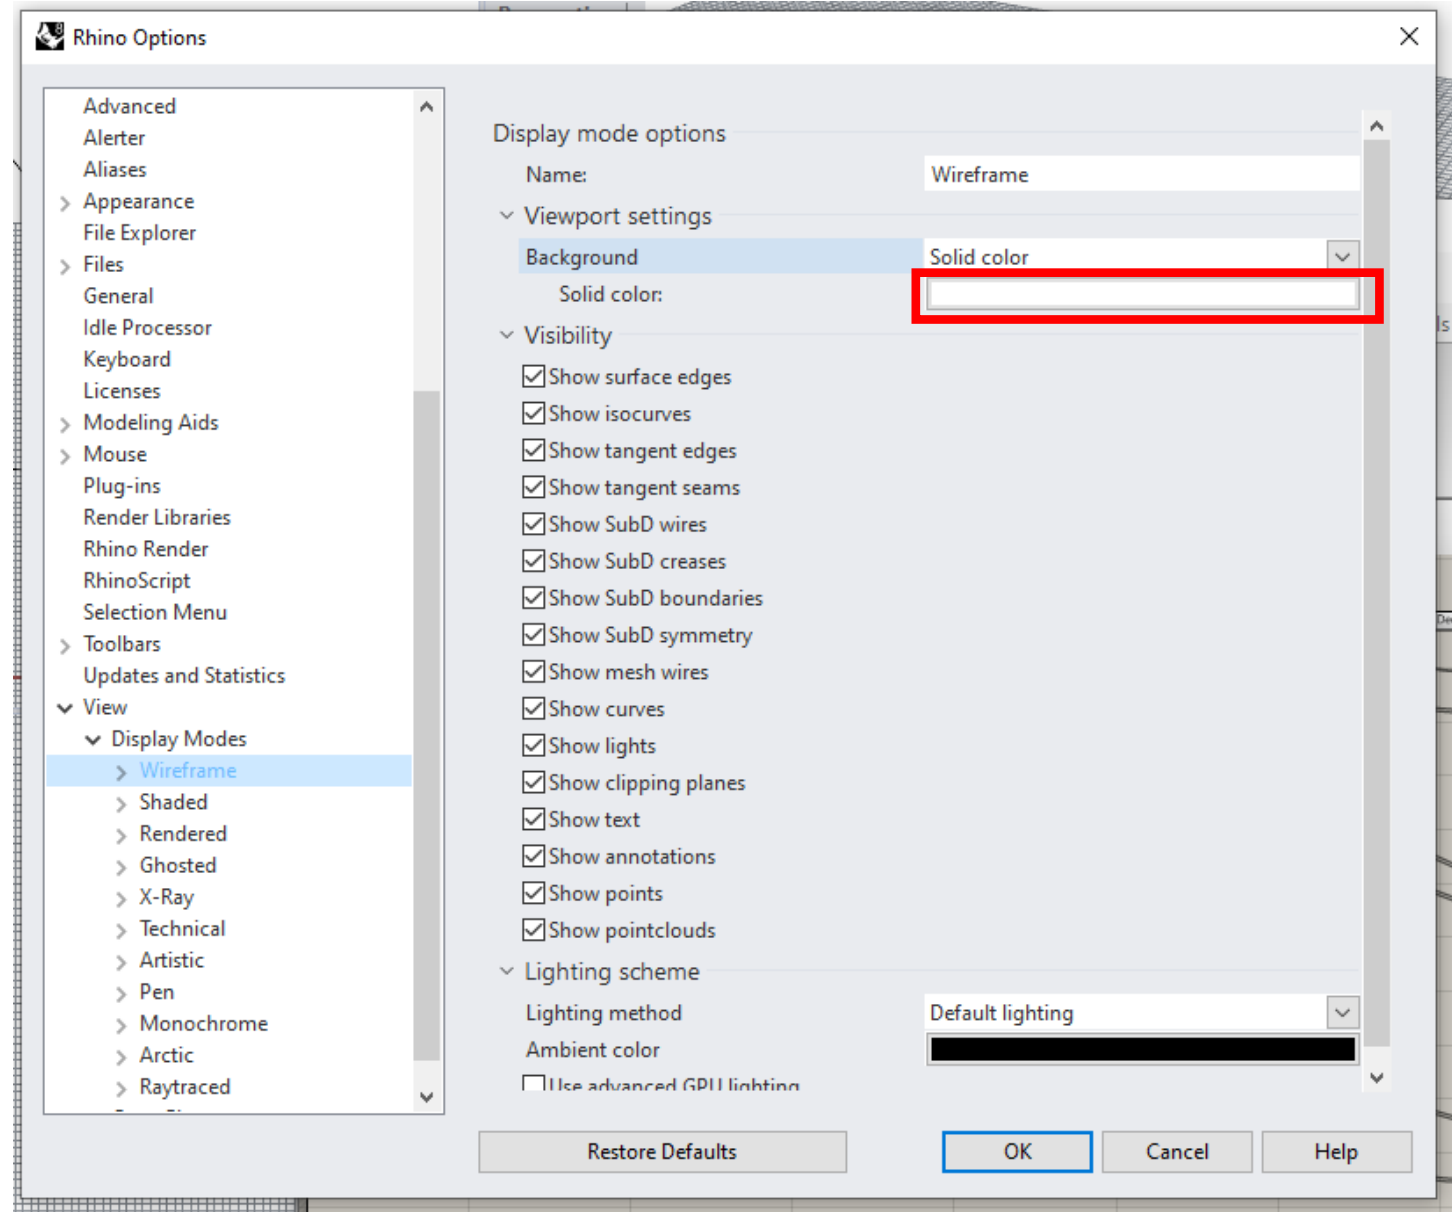 Rhino Options
Advanced
Alerter
Aliases
Appearance
File Explorer
Files
General
Idle Processor
Keyboard
Licenses
Modeling Aids
Mouse
Plug-ins
Render Libraries
Rhino Render
RhinoScript
Selection Menu
Toolbars
Updates and Statistics
View
Display Modes
Wireframe
Shaded
Rendered
Ghosted
X-Ray
Technical
Artistic
Pen
Monochrome
Arctic
Raytraced
Display mode options
Name: Wireframe
Viewport settings
Background Solid color
Solid color:
Visibility
Show surface edges
Show isocurves
Show tangent edges
Show tangent seams
Show SubD wires
Show SubD creases
Show SubD boundaries
Show SubD symmetry
Show mesh wires
Show curves
Show lights
Show clipping planes
Show text
Show annotations
Show points
Show pointclouds
Lighting scheme
Lighting method Default lighting
Ambient color
Use advanced GPU lighting
Restore Defaults OK Cancel Help